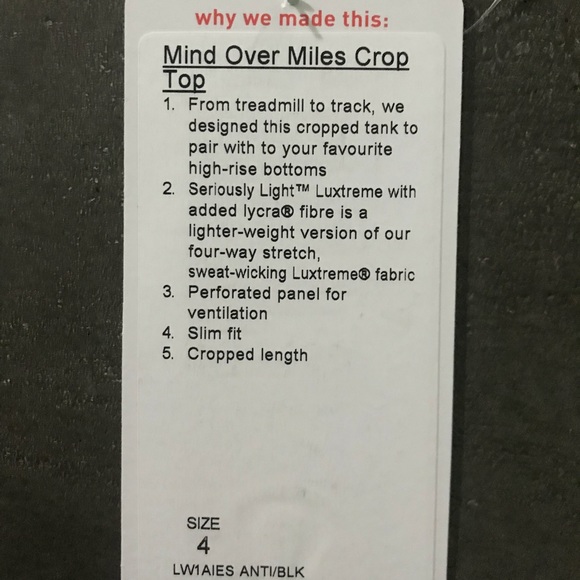 why we made this:
Mind Over Miles Crop
Top
1. From treadmill to track, we
designed this cropped tank to
pair with to your favourite
high-rise bottoms
2. Seriously Light™ Luxtreme with
added lycra® fibre is a
lighter-weight version of our
four-way stretch,
sweat-wicking Luxtreme® fabric
3. Perforated panel for
ventilation
4. Slim fit
5. Cropped length
SIZE
4
LW1AIES ANTI/BLK